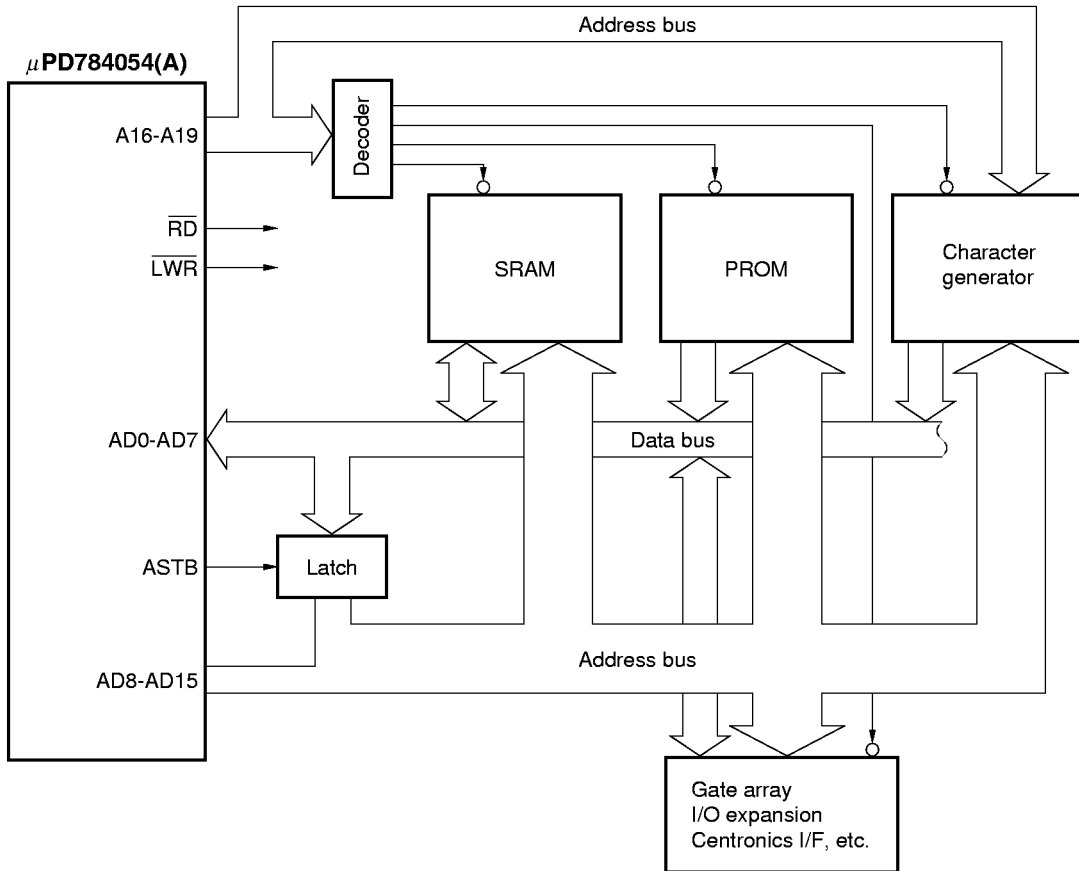 Address bus
μPD784054(A)
A16-A19
Decoder
RD
LWR
SRAM
PROM
Character
generator
AD0-AD7
Data bus
ASTB
Latch
Address bus
AD8-AD15
Gate array
I/O expansion
Centronics I/F, etc.